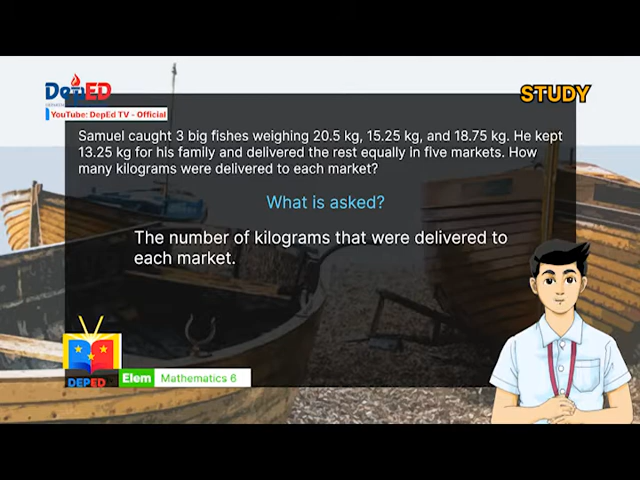 DepED
STUDY
YouTube: DepEd TV - Official
Samuel caught 3 big fishes weighing 20.5 kg, 15.25 kg, and 18.75 kg. He kept
13.25 kg for his family and delivered the rest equally in five markets. How
many kilograms were delivered to each market?
What is asked?
The number of kilograms that were delivered to
each market.
DEPED
Elem Mathematics 6